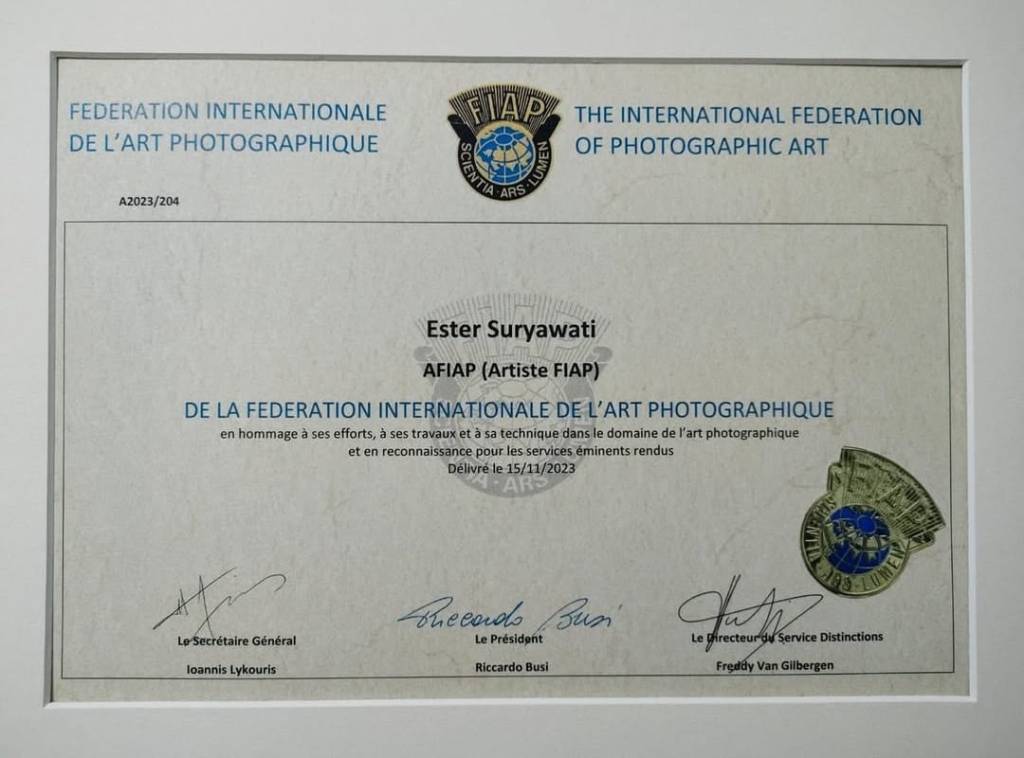 FEDERATION INTERNATIONALE
DE L'ART PHOTOGRAPHIQUE
FIAP
SCIENTIA · ARS · LUMEN
THE INTERNATIONAL FEDERATION
OF PHOTOGRAPHIC ART
A2023/204
Ester Suryawati
AFIAP (Artiste FIAP)
DE LA FEDERATION INTERNATIONALE DE L'ART PHOTOGRAPHIQUE
en hommage à ses efforts, à ses travaux et à sa technique dans le domaine de l'art photographique
et en reconnaissance pour les services éminents rendus
Délivré le 15/11/2023
Riccardo Busi
Le Secrétaire Général
Le Président
Le Directeur du Service Distinctions
Ioannis Lykouris
Riccardo Busi
Freddy Van Gilbergen